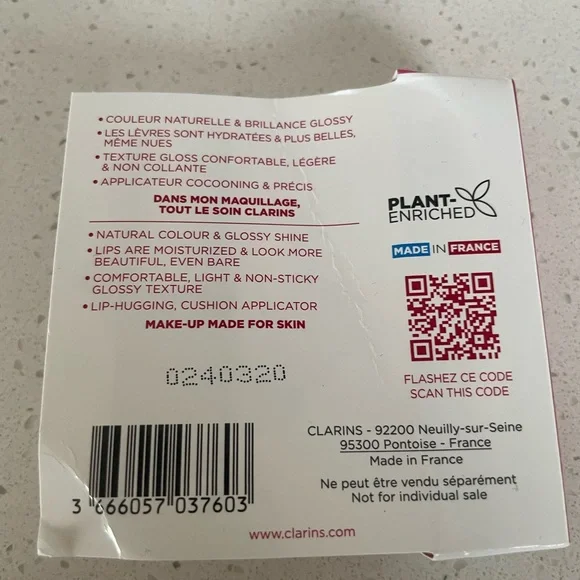 • COULEUR NATURELLE & BRILLANCE GLOSSY
• LES LÈVRES SONT HYDRATÉES & PLUS BELLES,
MÊME NUES
• TEXTURE GLOSS CONFORTABLE, LÉGÈRE
& NON COLLANTE
• APPLICATEUR COCOONING & PRÉCIS
DANS MON MAQUILLAGE,
TOUT LE SOIN CLARINS
• NATURAL COLOUR & GLOSSY SHINE
• LIPS ARE MOISTURIZED & LOOK MORE
BEAUTIFUL, EVEN BARE
• COMFORTABLE, LIGHT & NON-STICKY
GLOSSY TEXTURE
• LIP-HUGGING, CUSHION APPLICATOR
MAKE-UP MADE FOR SKIN
0240320
3 666057 037603
PLANT-
ENRICHED
MADE IN FRANCE
FLASHEZ CE CODE
SCAN THIS CODE
CLARINS - 92200 Neuilly-sur-Seine
95300 Pontoise - France
Made in France
Ne peut être vendu séparément
Not for individual sale
www.clarins.com